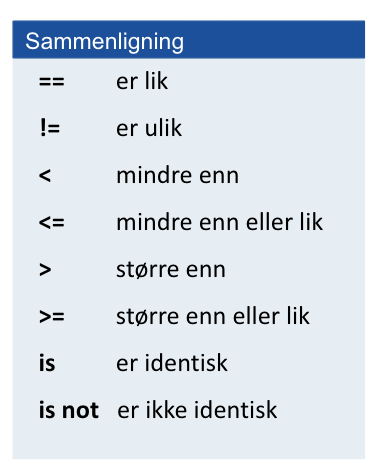 Sammenligning
== er lik
!= er ulik
< mindre enn
<= mindre enn eller lik
> større enn
>= større enn eller lik
is er identisk
is not er ikke identisk